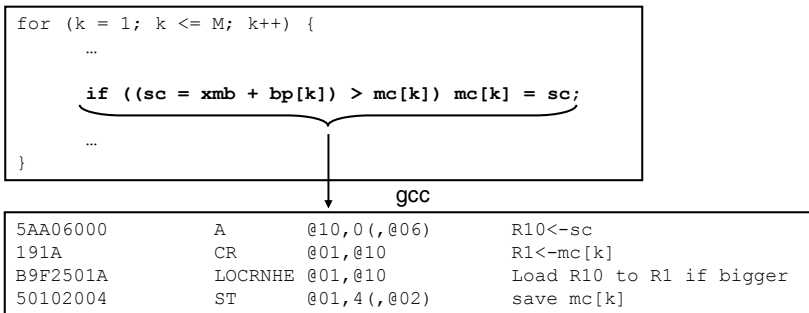 for (k = 1; k <= M; k++) {
…
if ((sc = xmb + bp[k]) > mc[k]) mc[k] = sc;
…
}
gcc
5AA06000 A @10,0(,@06) R10<-sc
191A CR @01,@10 R1<-mc[k]
B9F2501A LOCRNHE @01,@10 Load R10 to R1 if bigger
50102004 ST @01,4(,@02) save mc[k]